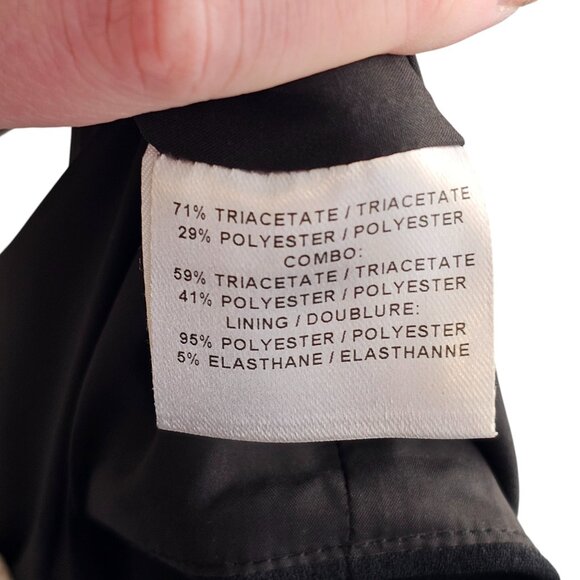 71% TRIACETATE / TRIACETATE
29% POLYESTER / POLYESTER
COMBO:
59% TRIACETATE / TRIACETATE
41% POLYESTER / POLYESTER
LINING / DOUBLURE:
95% POLYESTER / POLYESTER
5% ELASTHANE / ELASTHANNE